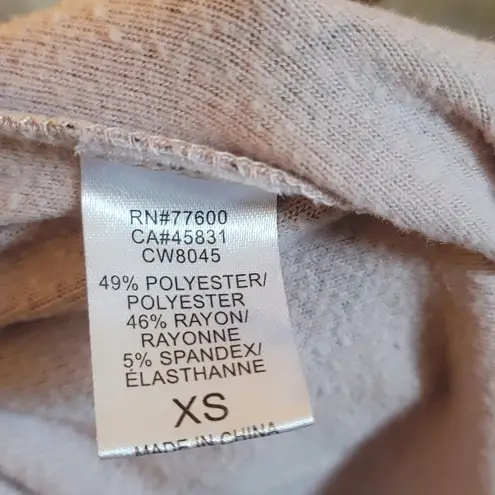 RN#77600
CA#45831
CW8045
49% POLYESTER/
POLYESTER
46% RAYON/
RAYONNE
5% SPANDEX/
ÉLASTHANNE
XS
MADE IN CHINA